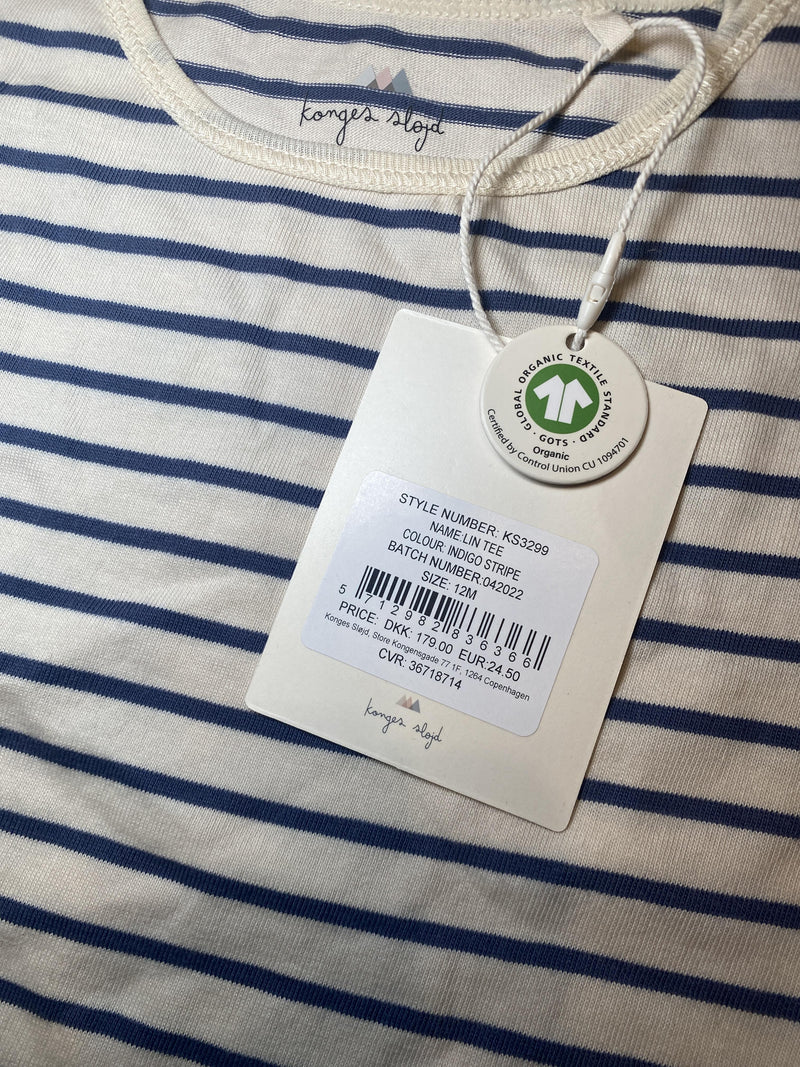 konges sløjd
GLOBAL ORGANIC TEXTILE STANDARD · GOTS ·
Organic
Certified by Control Union CU 1094701
STYLE NUMBER: KS3299
NAME:LIN TEE
COLOUR: INDIGO STRIPE
BATCH NUMBER:042022
SIZE: 12M
5 712982 836366
PRICE: DKK: 179.00 EUR:24.50
Konges Sløjd, Store Kongensgade 77 1F, 1264 Copenhagen
CVR: 36718714
konges sløjd